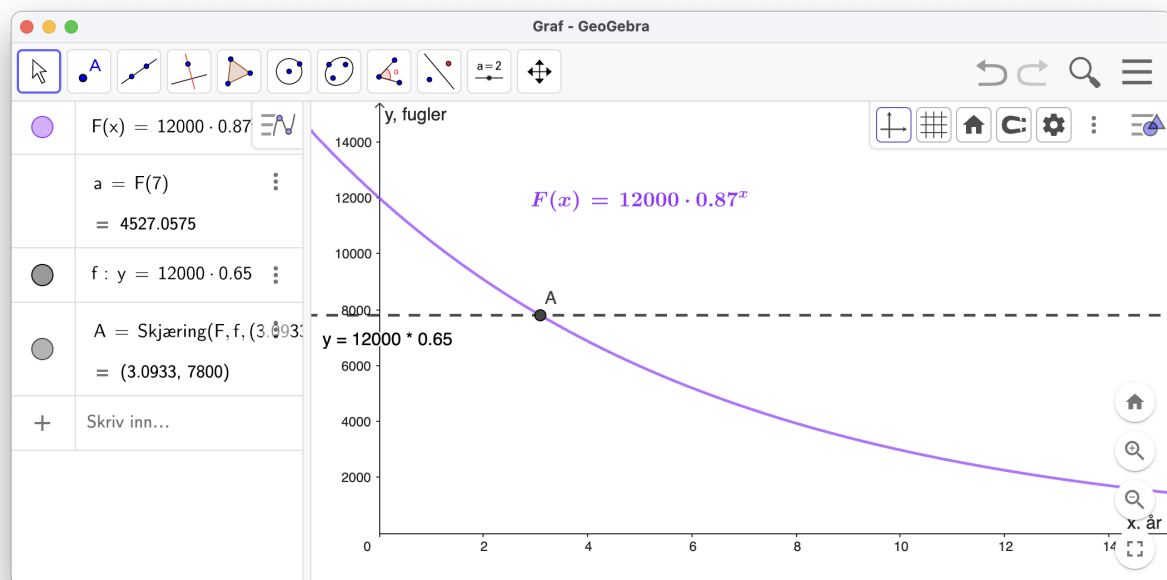 Graf - GeoGebra
A
α
a=2
F(x) = 12000 · 0.87
a = F(7)
= 4527.0575
f : y = 12000 · 0.65
A = Skjæring(F, f, (3.0933
= (3.0933, 7800)
+ Skriv inn…
y, fugler
14000
12000
10000
8000
6000
4000
2000
F(x) = 12000 · 0.87ˣ
A
y = 12000 * 0.65
0 2 4 6 8 10 12 14
x. år